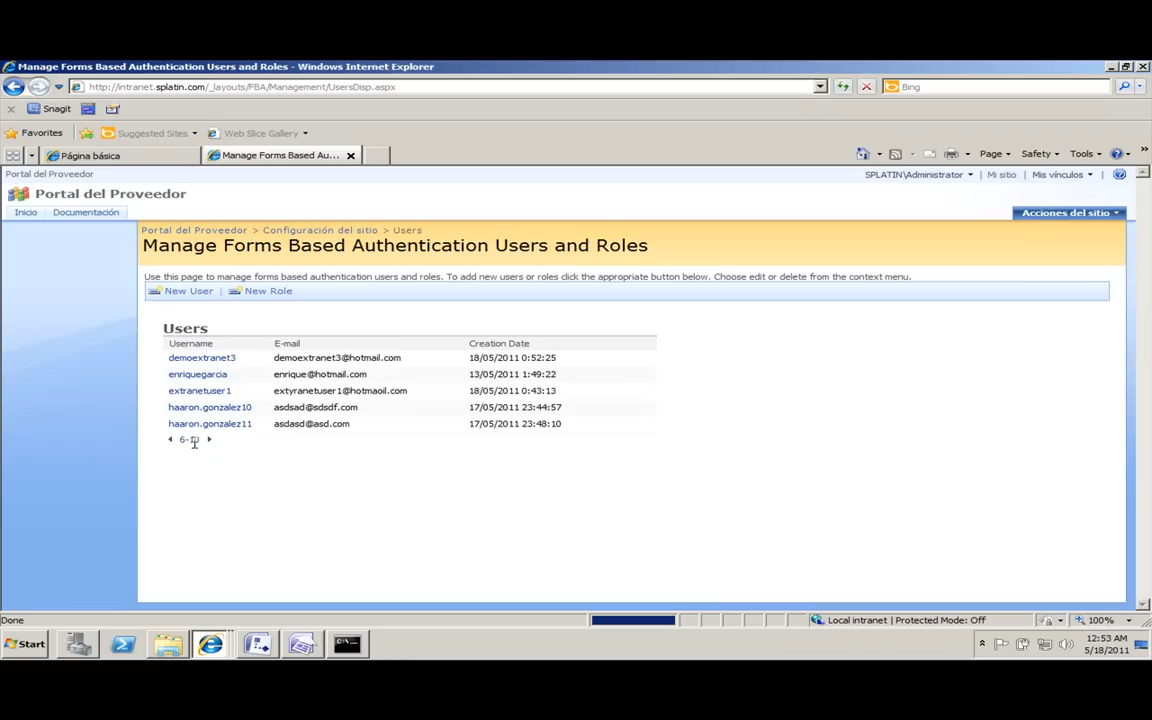 Manage Forms Based Authentication Users and Roles - Windows Internet Explorer
http://intranet.splatin.com/_layouts/FBA/Management/UsersDisp.aspx
Bing
Snagit
Favorites
Suggested Sites
Web Slice Gallery
Página básica
Manage Forms Based Au...
Page
Safety
Tools
»
Portal del Proveedor
SPLATIN\Administrator
Mi sitio
Mis vínculos
Portal del Proveedor
Inicio
Documentación
Acciones del sitio
Portal del Proveedor > Configuración del sitio > Users
Manage Forms Based Authentication Users and Roles
Use this page to manage forms based authentication users and roles. To add new users or roles click the appropriate button below. Choose edit or delete from the context menu.
New User | New Role
Users
Username E-mail Creation Date
demoextranet3 demoextranet3@hotmail.com 18/05/2011 0:52:25
enriquegarcia enrique@hotmail.com 13/05/2011 1:49:22
extranetuser1 extyranetuser1@hotmaoil.com 18/05/2011 0:43:13
haaron.gonzalez10 asdsad@sdsdf.com 17/05/2011 23:44:57
haaron.gonzalez11 asdasd@asd.com 17/05/2011 23:48:10
Done
Local intranet | Protected Mode: Off
100%
Start
12:53 AM
5/18/2011